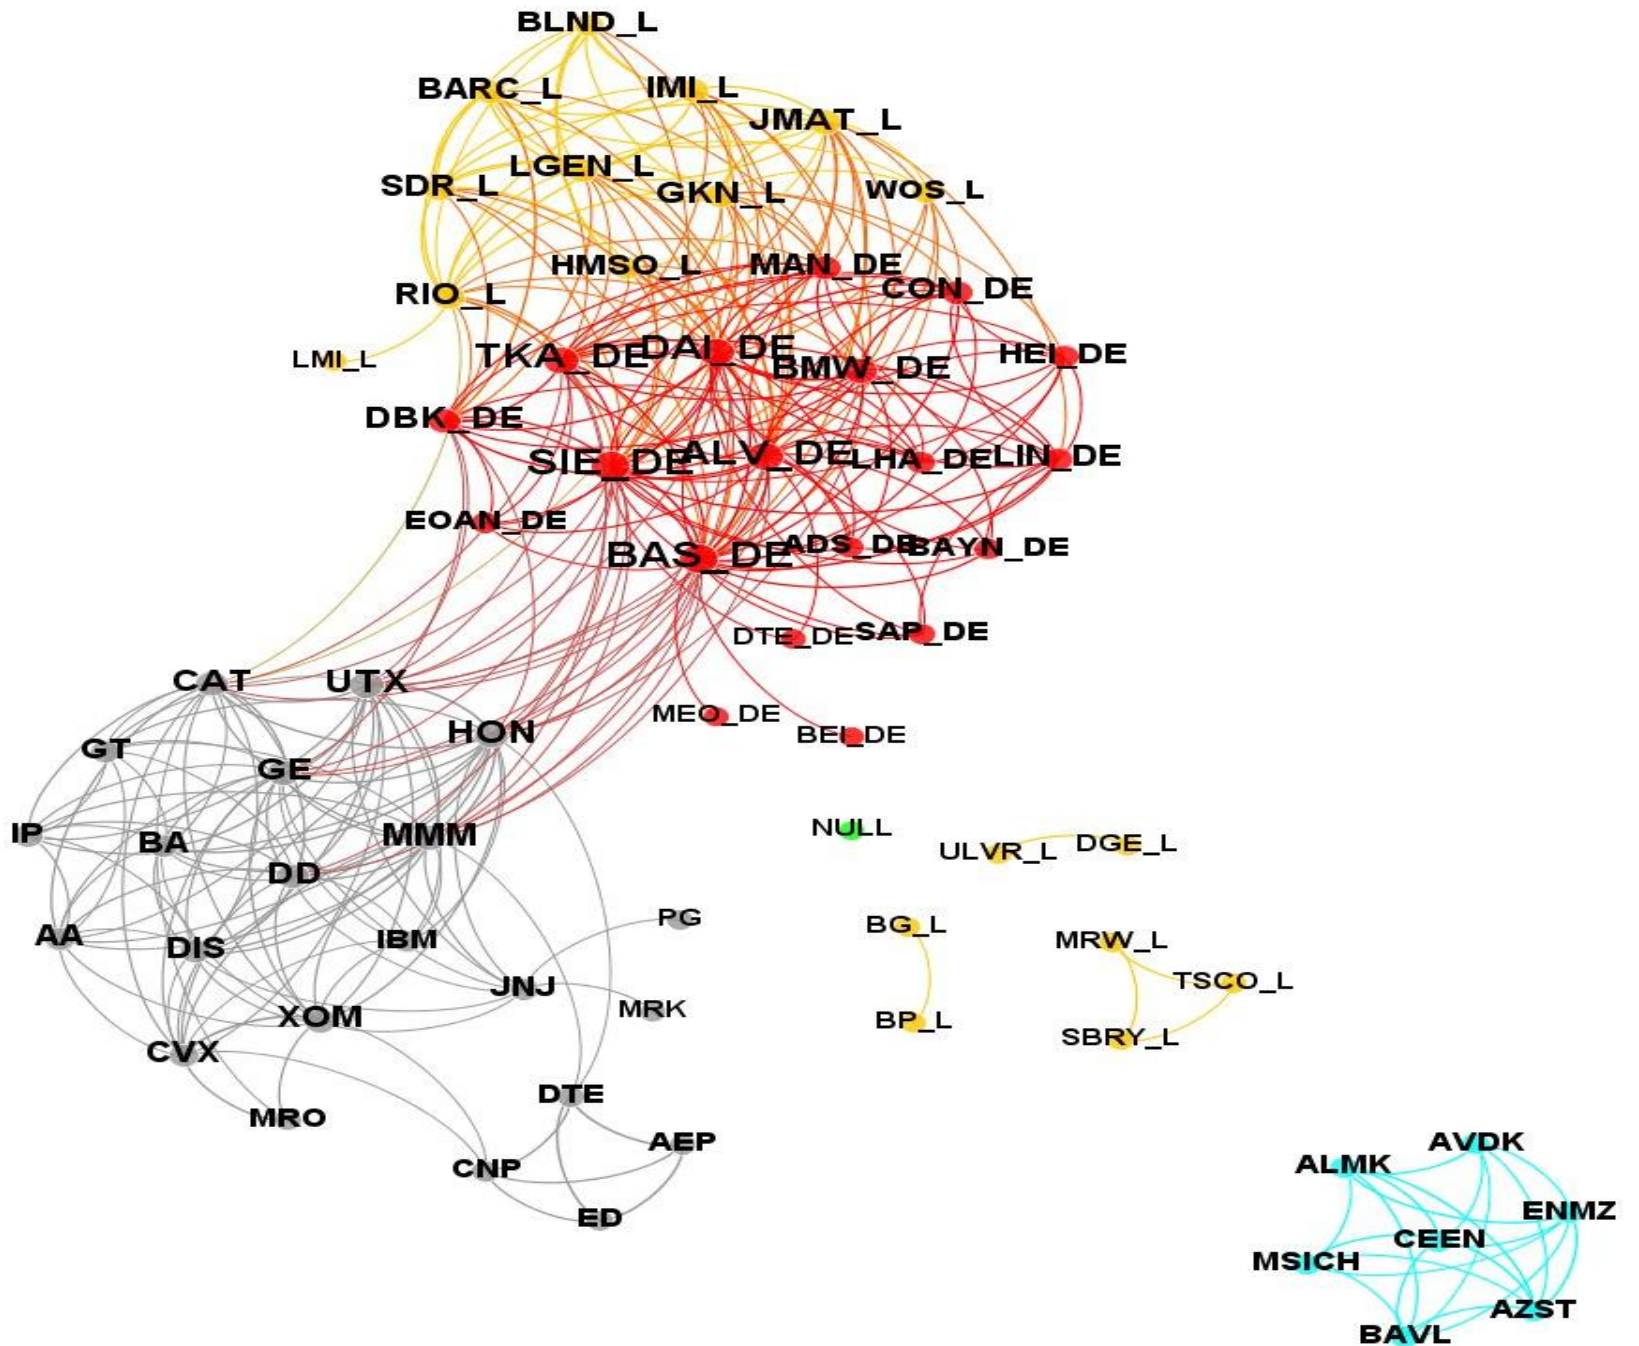 BLND_L
BARC_L
IMI_L
JMAT_L
LGEN_L
SDR_L
GKN_L
WOS_L
HMSO_L
MAN_DE
CON_DE
RIO_L
LMI_L
TKA_DE
DAI_DE
BMW_DE
HEI_DE
DBK_DE
SIE_DE
ALV_DE
LHA_DE
LIN_DE
EOAN_DE
BAS_DE
ADS_DE
BAYN_DE
DTE_DE
SAP_DE
CAT
UTX
MEO_DE
BEI_DE
HON
GT
GE
IP
BA
MMM
NULL
ULVR_L
DGE_L
DD
PG
BG_L
AA
DIS
IBM
MRW_L
TSCO_L
JNJ
MRK
XOM
BP_L
SBRY_L
CVX
DTE
MRO
AEP
CNP
ED
AVDK
ALMK
ENMZ
CEEN
MSICH
AZST
BAVL